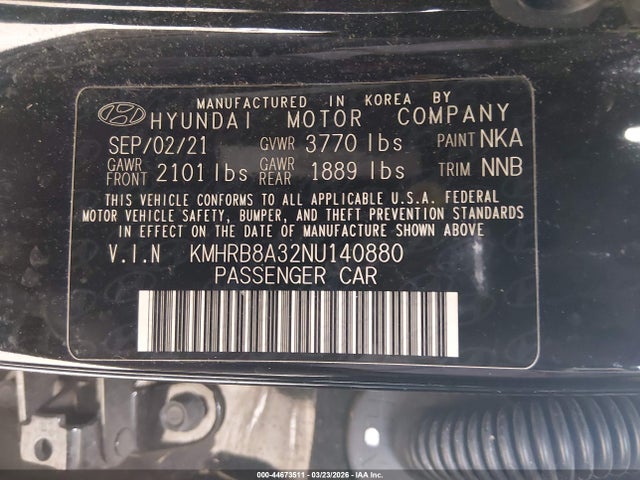 MANUFACTURED IN KOREA BY
HYUNDAI MOTOR COMPANY
SEP/02/21 GVWR 3770 lbs PAINT NKA
GAWR FRONT 2101 lbs GAWR REAR 1889 lbs TRIM NNB
THIS VEHICLE CONFORMS TO ALL APPLICABLE U.S.A. FEDERAL
MOTOR VEHICLE SAFETY, BUMPER, AND THEFT PREVENTION STANDARDS
IN EFFECT ON THE DATE OF MANUFACTURE SHOWN ABOVE
V.I.N KMHRB8A32NU140880
PASSENGER CAR
000-44673511 - 03/23/2026 - IAAI.COM